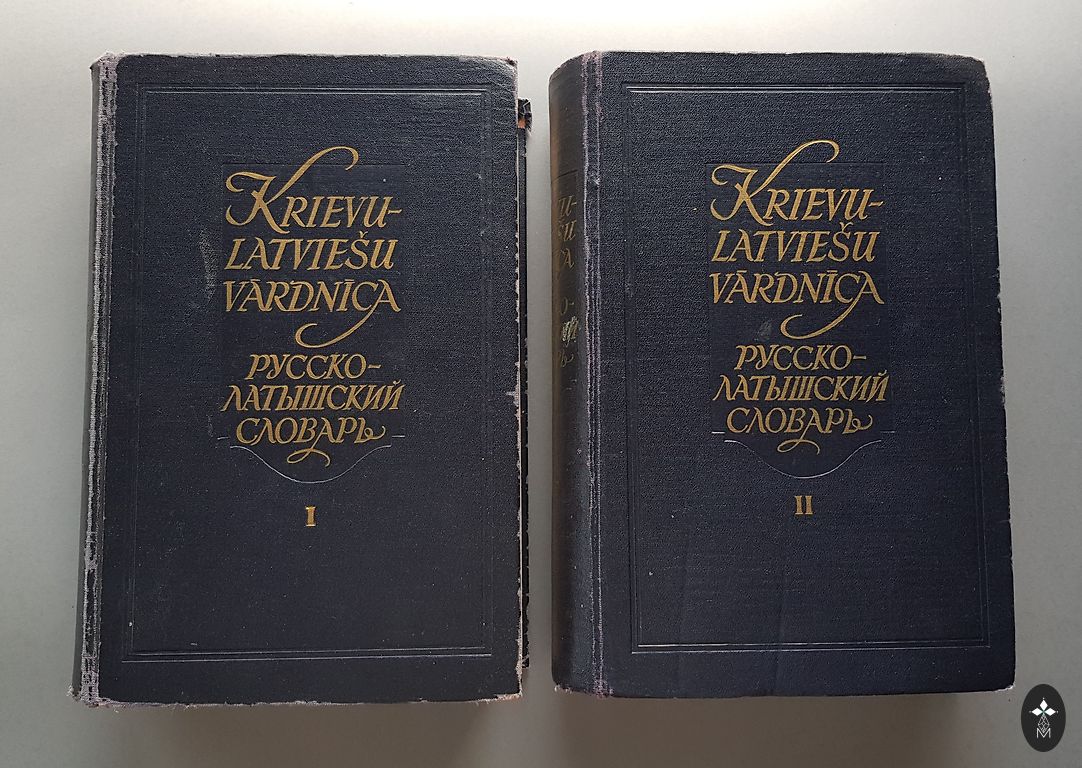 KRIEVU-
LATVIEŠU
VĀRDNĪCA
РУССКО-
ЛАТЫШСКИЙ
СЛОВАРЬ
I
KRIEVU-
LATVIEŠU
VĀRDNĪCA
РУССКО-
ЛАТЫШСКИЙ
СЛОВАРЬ
II
M